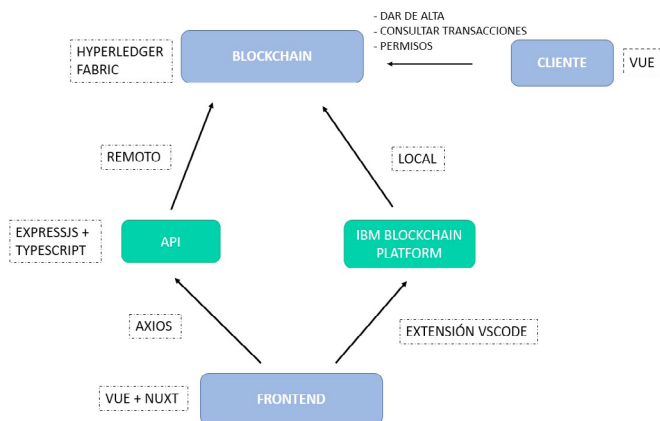 - DAR DE ALTA
- CONSULTAR TRANSACCIONES
- PERMISOS
HYPERLEDGER
FABRIC
BLOCKCHAIN
CLIENTE
VUE
REMOTO
LOCAL
EXPRESSJS +
TYPESCRIPT
API
IBM BLOCKCHAIN
PLATFORM
AXIOS
EXTENSIÓN VSCODE
VUE + NUXT
FRONTEND